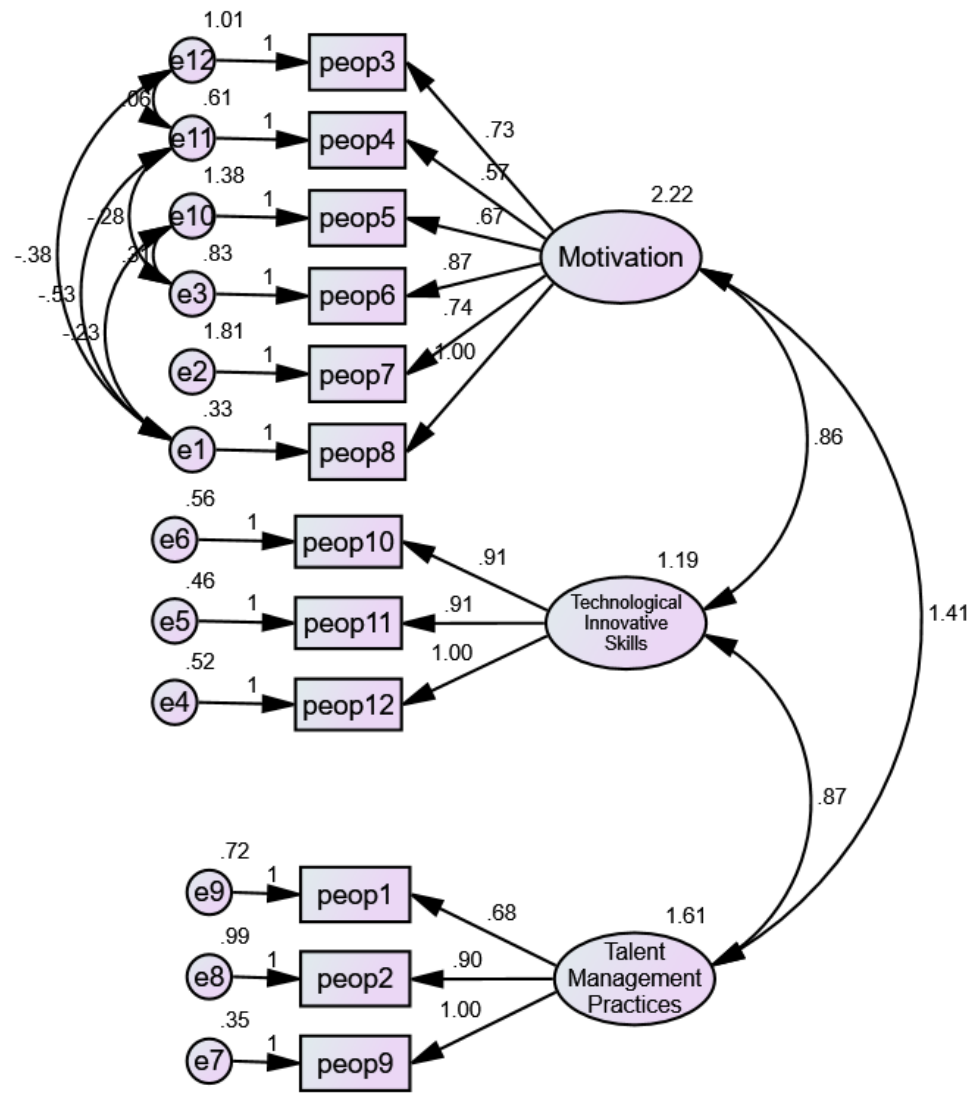 1.01
e12 1 peop3
.06 .61
e11 1 peop4
.73
.57
1.38
e10 1 peop5
-.28
.67
2.22
Motivation
-.38
.83
e3 1 peop6
.87
-.53
.74
1.81
-.23
e2 1 peop7
1.00
.33
e1 1 peop8
.86
.56
e6 1 peop10
.91
1.19
.46
e5 1 peop11
.91
Technological
Innovative
Skills
1.41
.52
e4 1 peop12
1.00
.87
.72
e9 1 peop1
.68
1.61
.99
e8 1 peop2
.90
Talent
Management
Practices
.35
e7 1 peop9
1.00